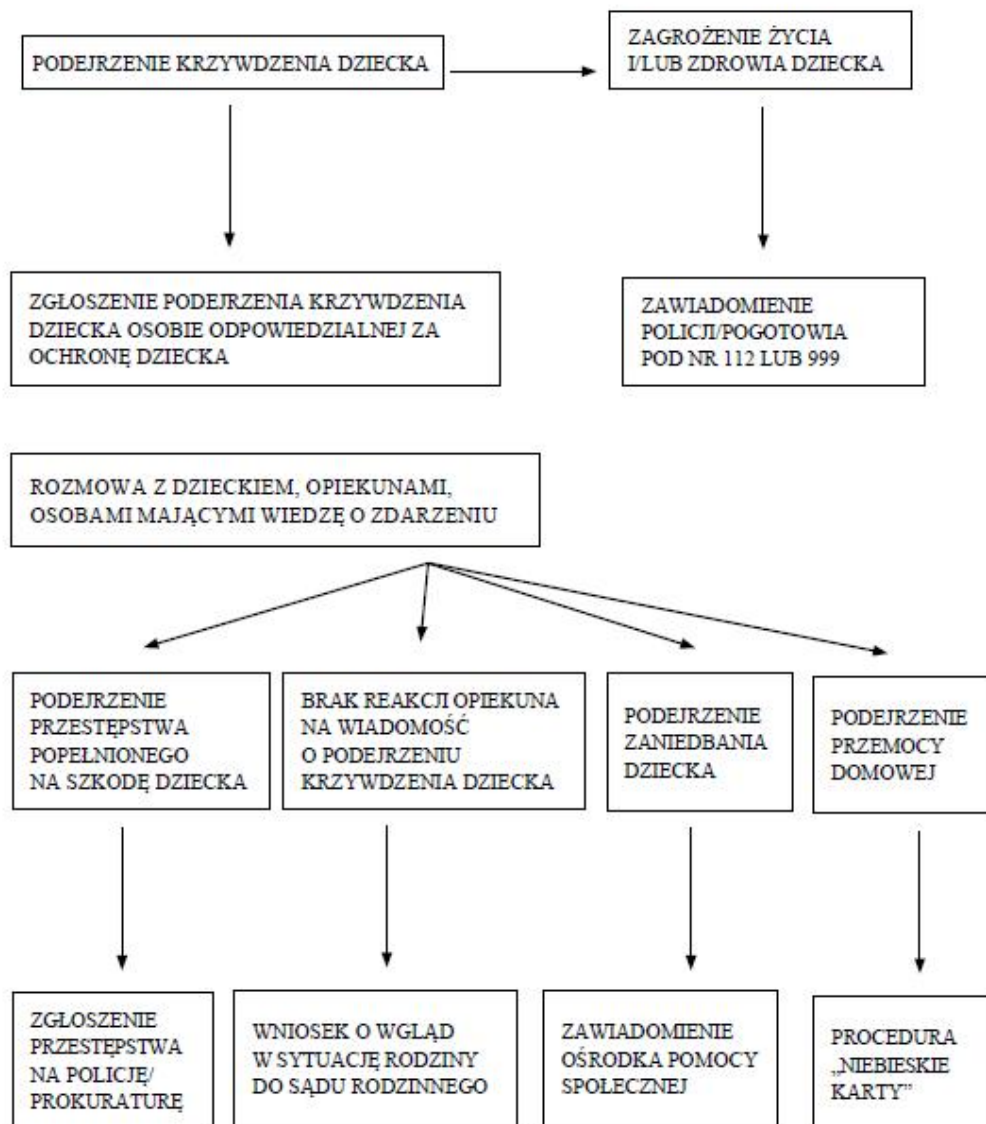 PODEJRZENIE KRZYWDZENIA DZIECKA
ZAGROŻENIE ŻYCIA
I/LUB ZDROWIA DZIECKA
ZGŁOSZENIE PODEJRZENIA KRZYWDZENIA
DZIECKA OSOBIE ODPOWIEDZIALNEJ ZA
OCHRONĘ DZIECKA
ZAWIADOMIENIE
POLICJI/POGOTOWIA
POD NR 112 LUB 999
ROZMOWA Z DZIECKIEM, OPIEKUNAMI,
OSOBAMI MAJĄCYMI WIEDZĘ O ZDARZENIU
PODEJRZENIE
PRZESTĘPSTWA
POPEŁNIONEGO
NA SZKODĘ DZIECKA
BRAK REAKCJI OPIEKUNA
NA WIADOMOŚĆ
O PODEJRZENIU
KRZYWDZENIA DZIECKA
PODEJRZENIE
ZANIEDBANIA
DZIECKA
PODEJRZENIE
PRZEMOCY
DOMOWEJ
ZGŁOSZENIE
PRZESTĘPSTWA
NA POLICJĘ/
PROKURATURĘ
WNIOSEK O WGLĄD
W SYTUACJĘ RODZINY
DO SĄDU RODZINNEGO
ZAWIADOMIENIE
OŚRODKA POMOCY
SPOŁECZNEJ
PROCEDURA
„NIEBIESKIE
KARTY”